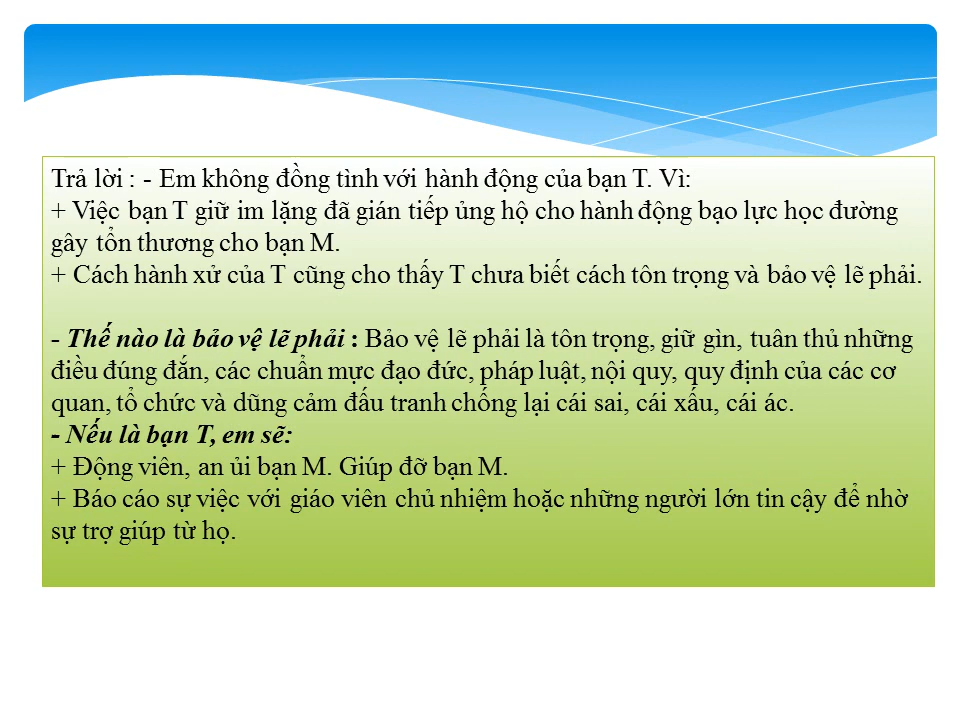 Trả lời : - Em không đồng tình với hành động của bạn T. Vì:
+ Việc bạn T giữ im lặng đã gián tiếp ủng hộ cho hành động bạo lực học đường
gây tổn thương cho bạn M.
+ Cách hành xử của T cũng cho thấy T chưa biết cách tôn trọng và bảo vệ lẽ phải.
- Thế nào là bảo vệ lẽ phải : Bảo vệ lẽ phải là tôn trọng, giữ gìn, tuân thủ những
điều đúng đắn, các chuẩn mực đạo đức, pháp luật, nội quy, quy định của các cơ
quan, tổ chức và dũng cảm đấu tranh chống lại cái sai, cái xấu, cái ác.
- Nếu là bạn T, em sẽ:
+ Động viên, an ủi bạn M. Giúp đỡ bạn M.
+ Báo cáo sự việc với giáo viên chủ nhiệm hoặc những người lớn tin cậy để nhờ
sự trợ giúp từ họ.